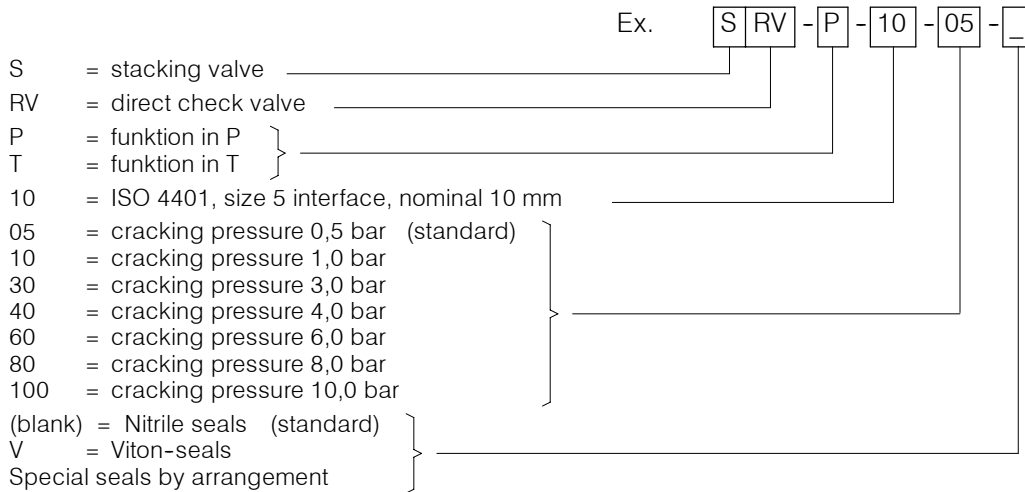 Ex. S RV - P - 10 - 05 - _
S = stacking valve
RV = direct check valve
P = funktion in P
T = funktion in T
10 = ISO 4401, size 5 interface, nominal 10 mm
05 = cracking pressure 0,5 bar (standard)
10 = cracking pressure 1,0 bar
30 = cracking pressure 3,0 bar
40 = cracking pressure 4,0 bar
60 = cracking pressure 6,0 bar
80 = cracking pressure 8,0 bar
100 = cracking pressure 10,0 bar
(blank) = Nitrile seals (standard)
V = Viton-seals
Special seals by arrangement